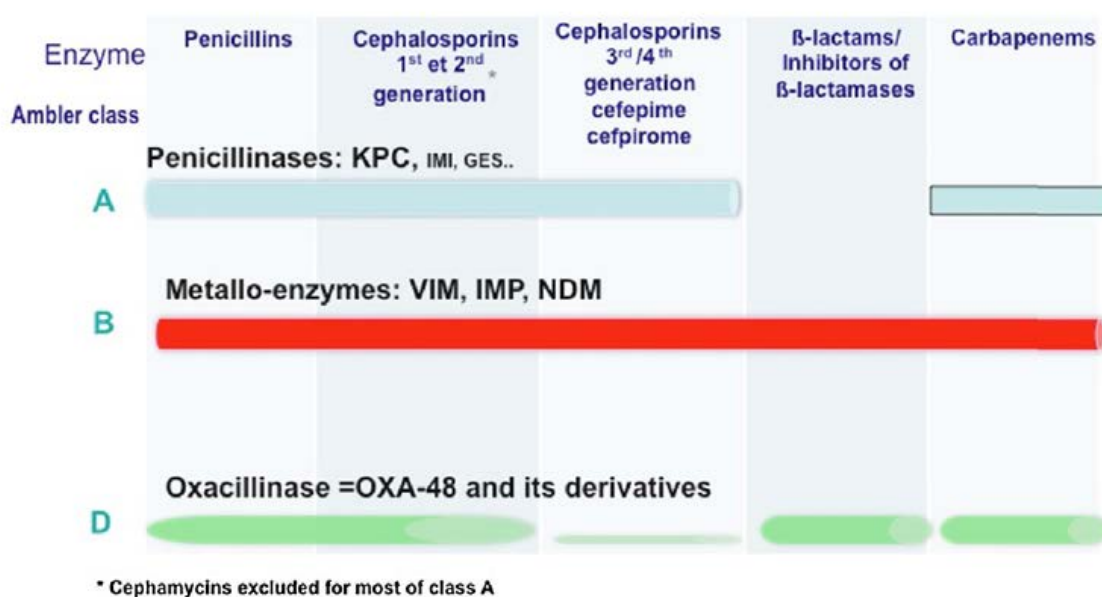 Enzyme
Ambler class
Penicillins
Cephalosporins
1st et 2nd *
generation
Cephalosporins
3rd /4th
generation
cefepime
cefpirome
ß-lactams/
Inhibitors of
ß-lactamases
Carbapenems
Penicillinases: KPC, IMI, GES..
A
Metallo-enzymes: VIM, IMP, NDM
B
Oxacillinase =OXA-48 and its derivatives
D
* Cephamycins excluded for most of class A